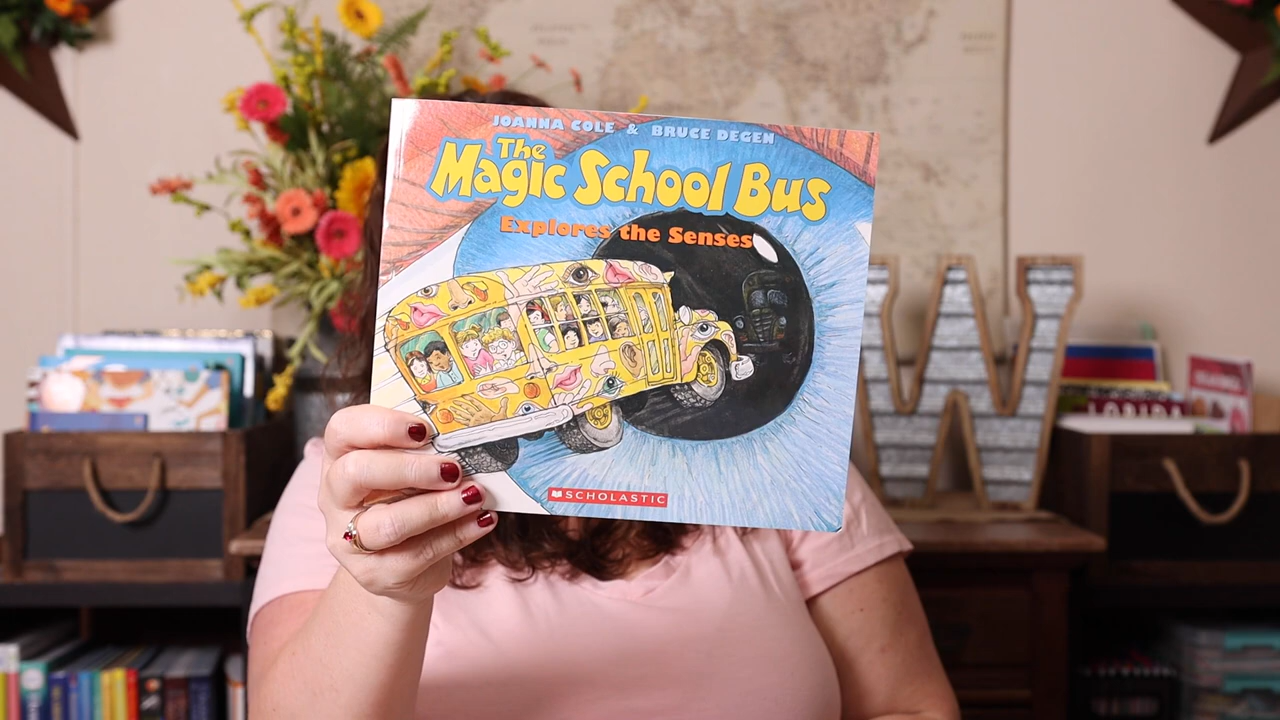 JOANNA COLE & BRUCE DEGEN
The
Magic School Bus
Explores the Senses
SCHOLASTIC
W